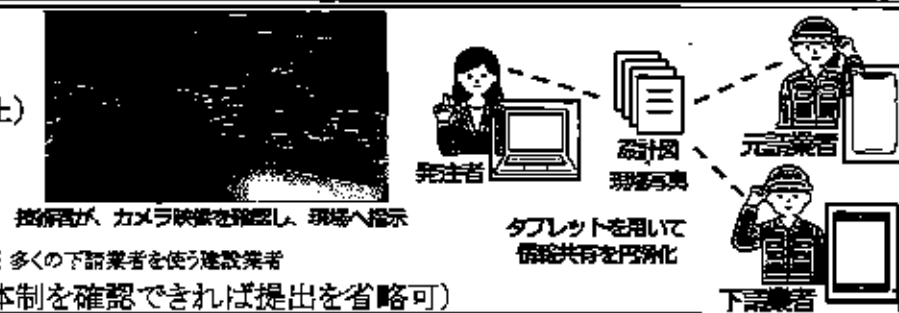 上)
発注者
設計図
現場写真
元請業者
技術者が、カメラ映像を確認し、現場へ指示
タブレットを用いて
情報共有を円滑化
多くの下請業者を使う建設業者
体制を確認できれば提出を省略可)
下請業者